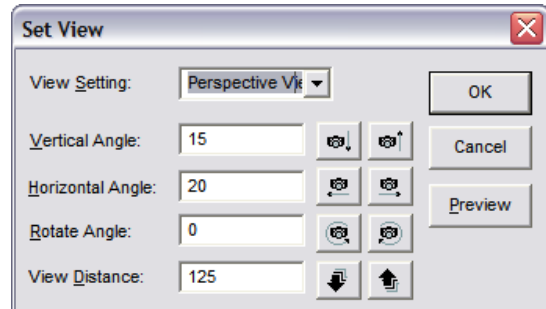 Set View
View Setting: Perspective Vie
OK
Vertical Angle: 15
Cancel
Horizontal Angle: 20
Preview
Rotate Angle: 0
View Distance: 125